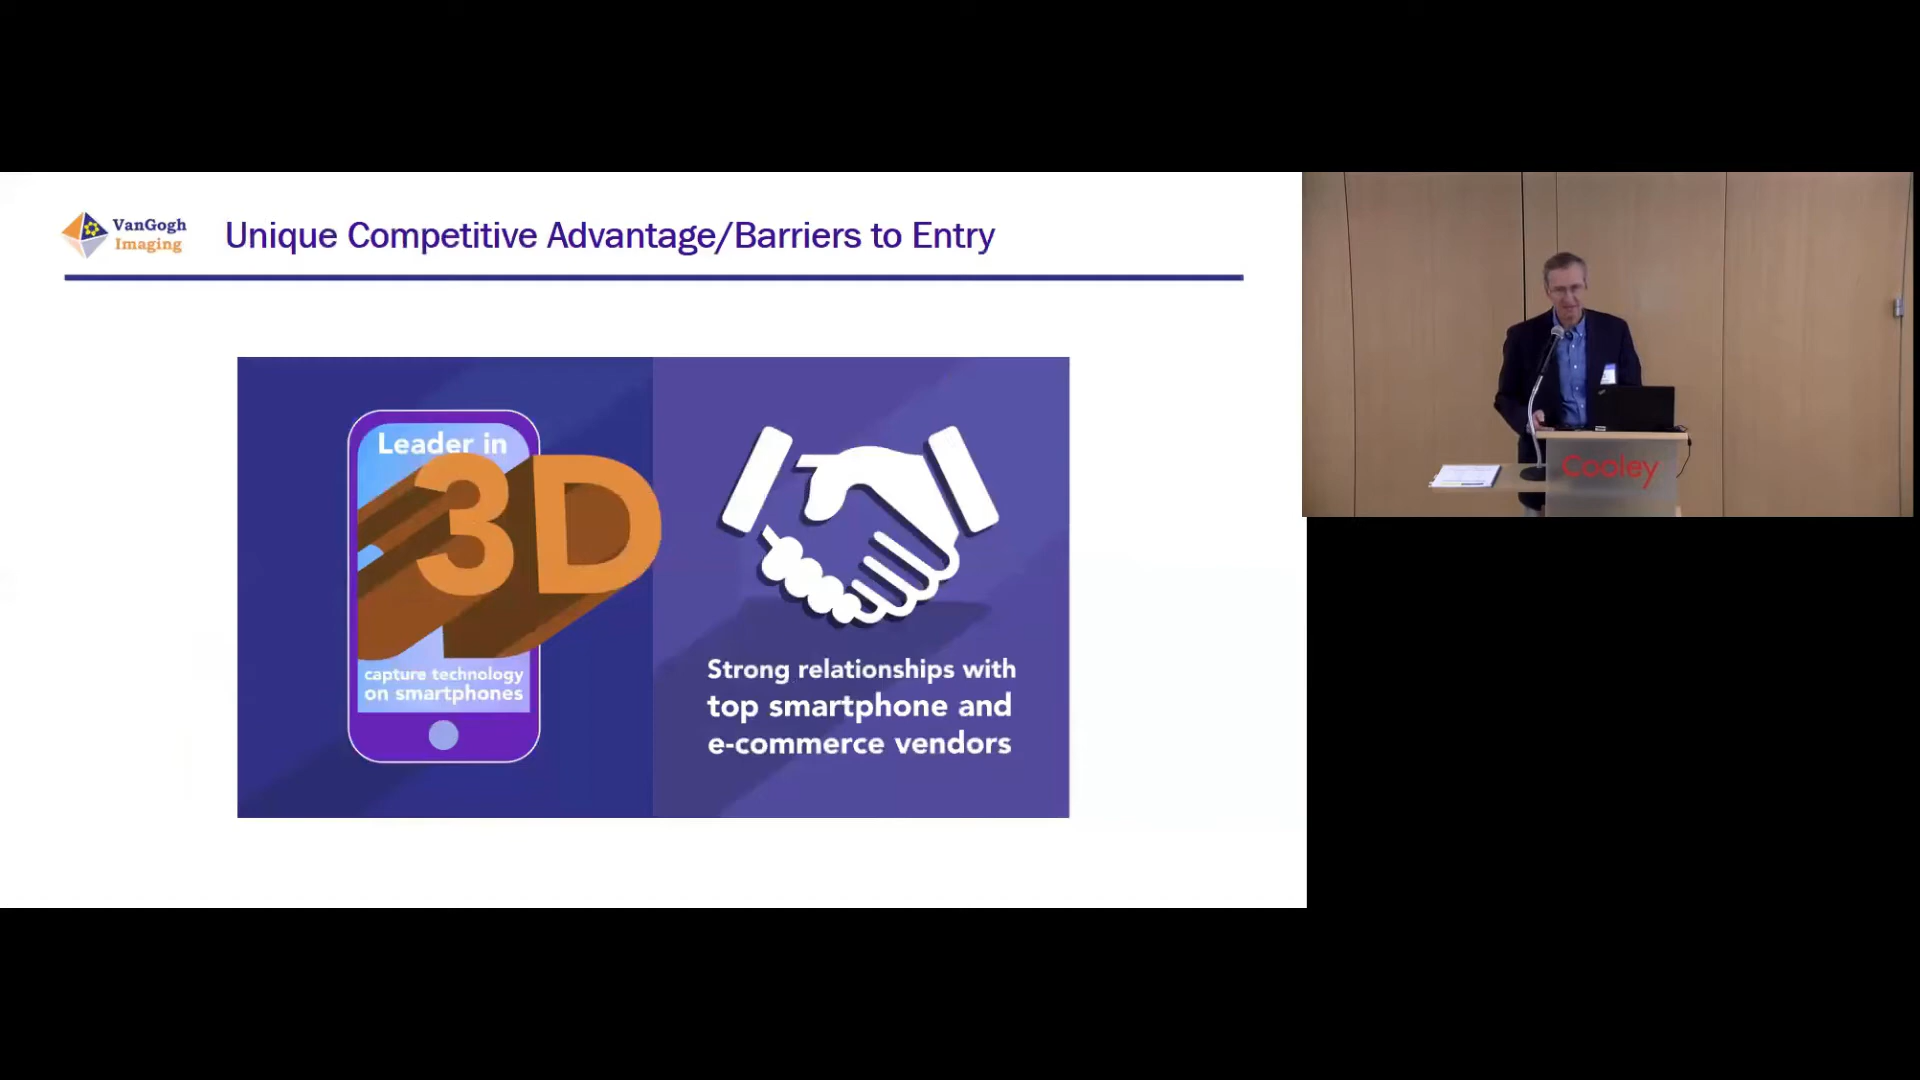 VanGogh
Imaging
Unique Competitive Advantage/Barriers to Entry
Leader in
3D
capture technology
on smartphones
Strong relationships with
top smartphone and
e-commerce vendors
Cooley